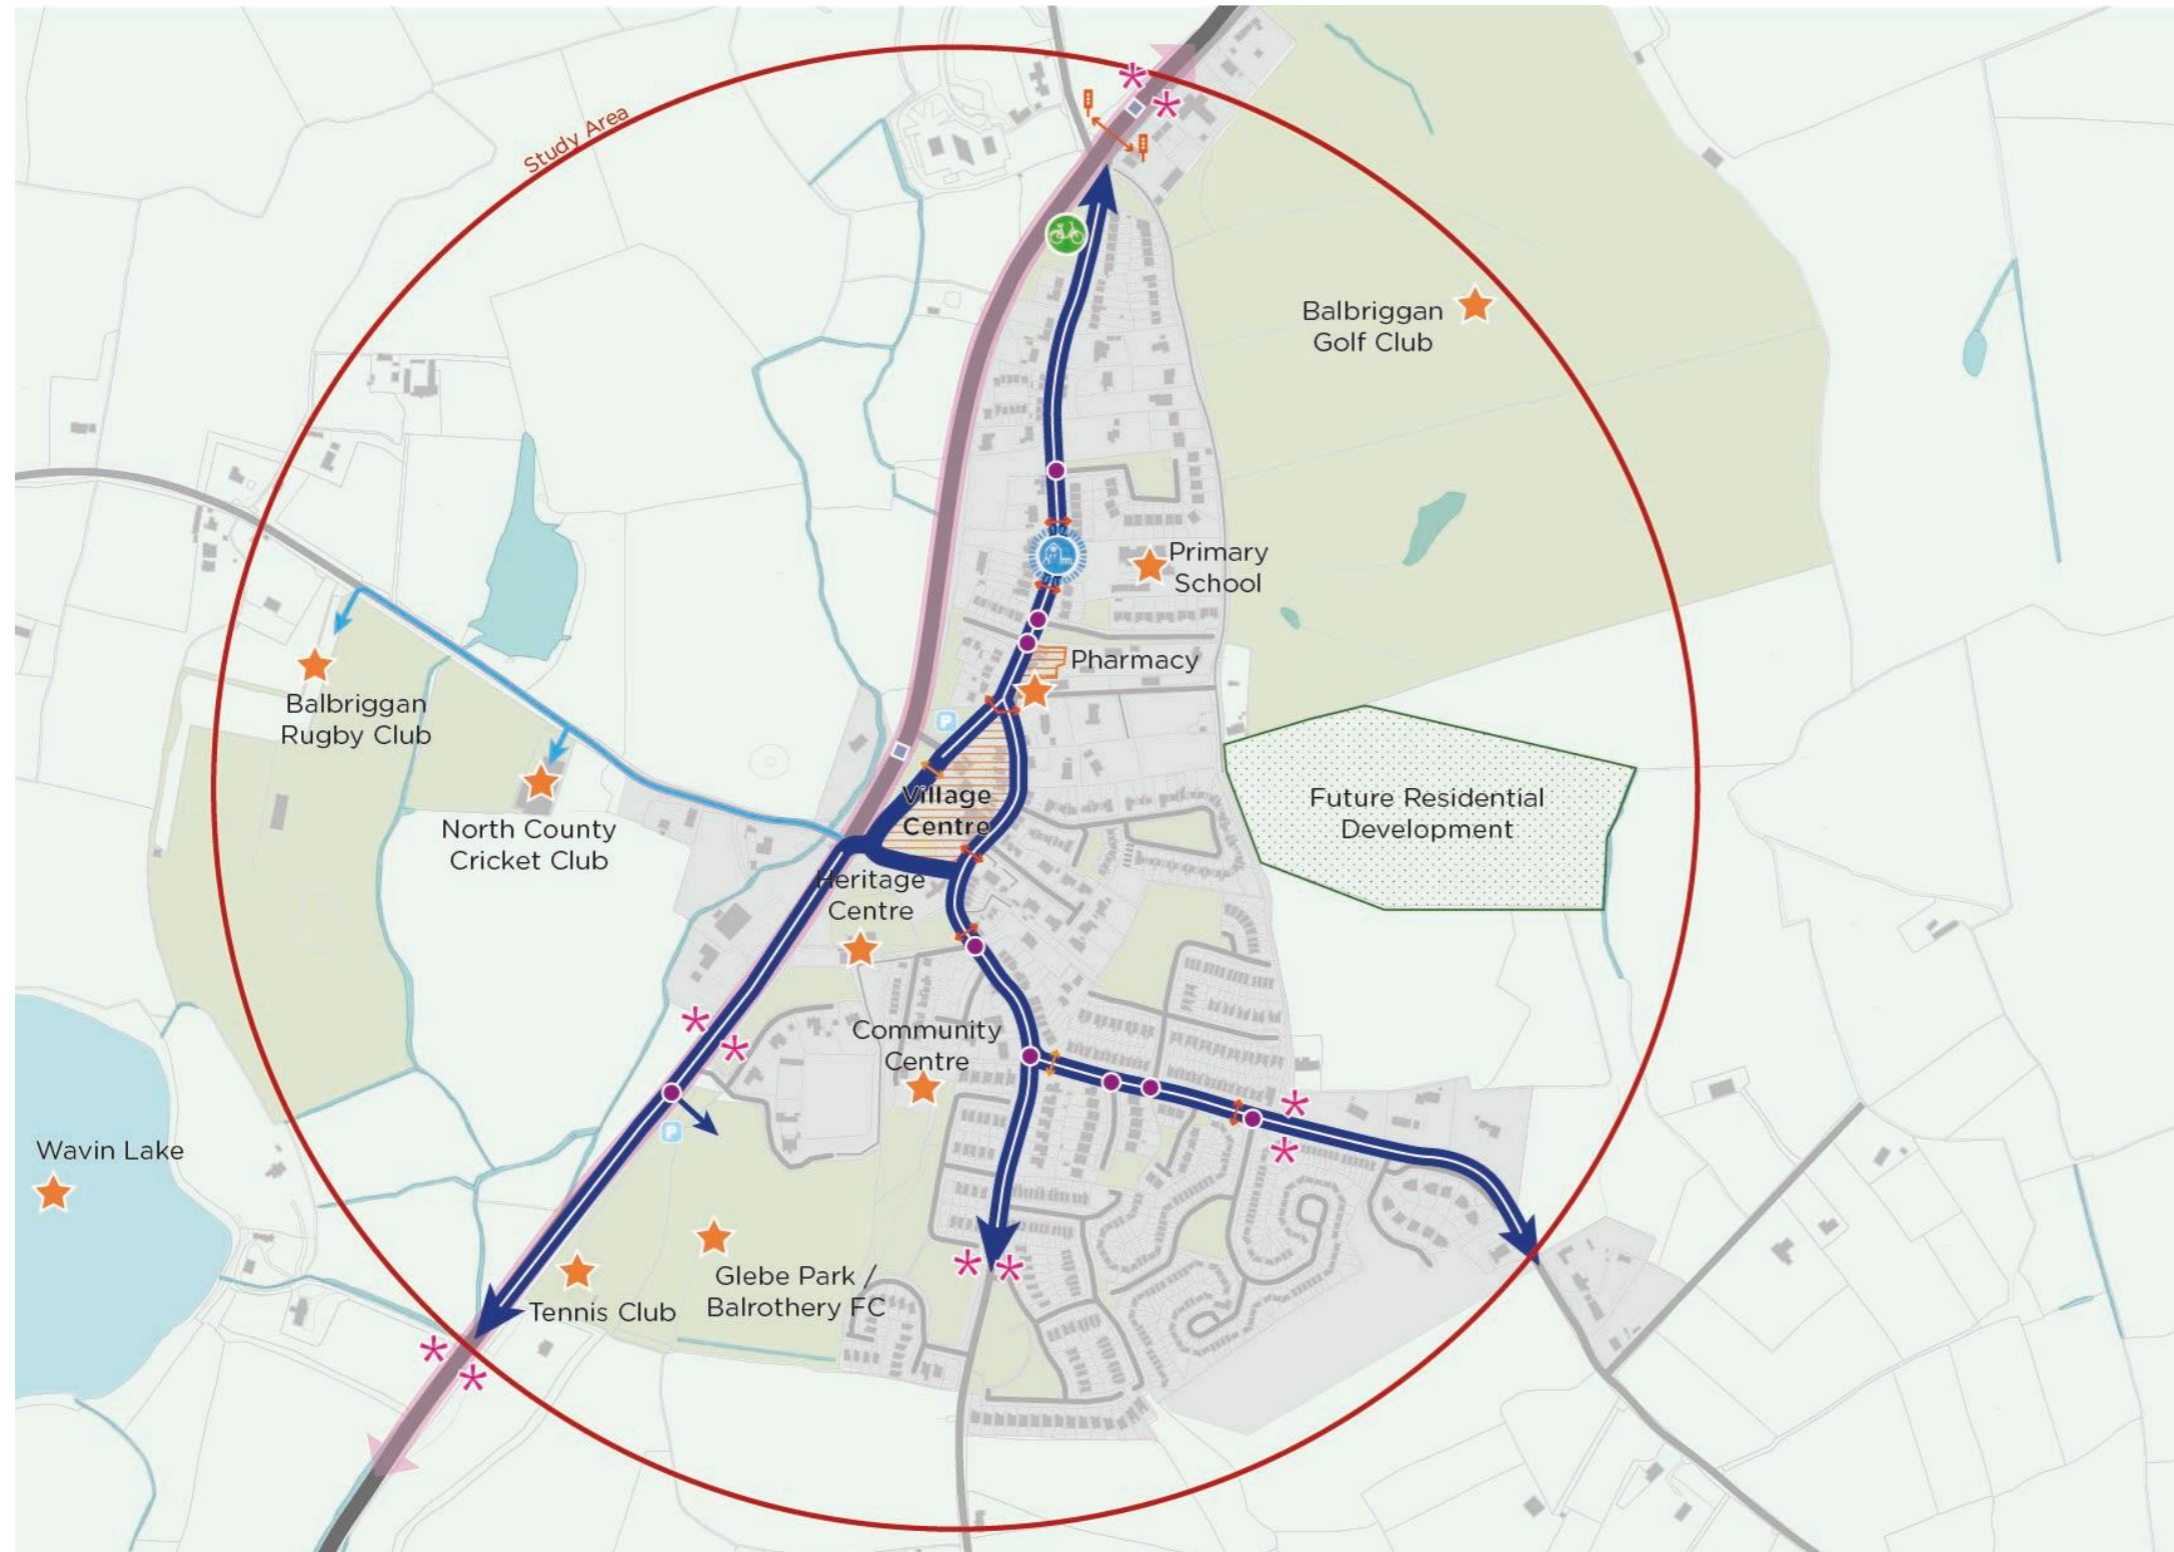 Study Area
Balbriggan
Golf Club
Primary
School
Pharmacy
Balbriggan
Rugby Club
North County
Cricket Club
Village
Centre
Future Residential
Development
Heritage
Centre
Community
Centre
Wavin Lake
Glebe Park /
Balrothery FC
Tennis Club
P
P